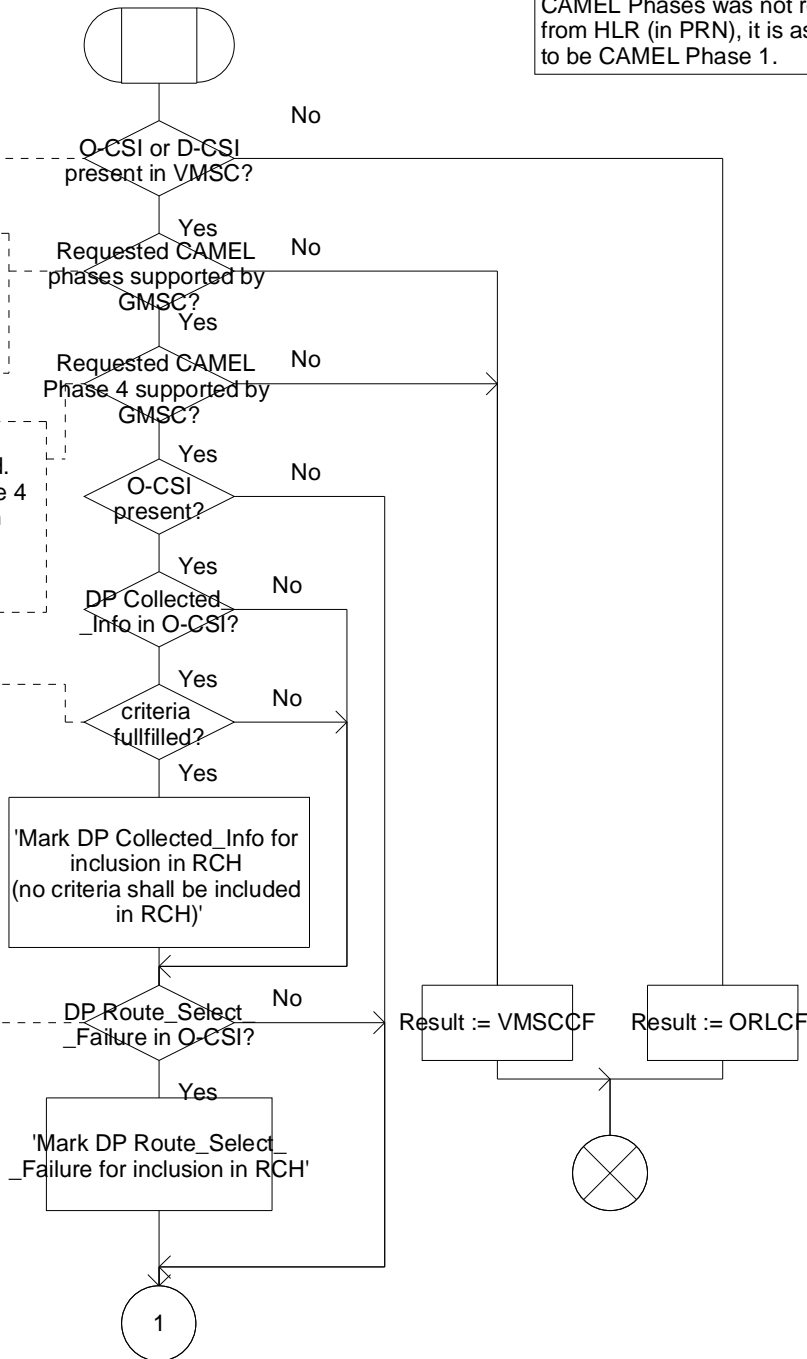 CAMEL Phases was not r
from HLR (in PRN), it is as
to be CAMEL Phase 1.
No
O-CSI or D-CSI
present in VMSC?
Yes
Requested CAMEL
phases supported by
GMSC?
No
Yes
Requested CAMEL
Phase 4 supported by
GMSC?
No
Yes
O-CSI
present?
No
e 4
Yes
DP Collected_
_Info in O-CSI?
No
Yes
criteria
fullfilled?
No
Yes
'Mark DP Collected_Info for
inclusion in RCH
(no criteria shall be included
in RCH)'
DP Route_Select_
_Failure in O-CSI?
No
Result := VMSCCF
Result := ORLCF
Yes
'Mark DP Route_Select_
_Failure for inclusion in RCH'
1